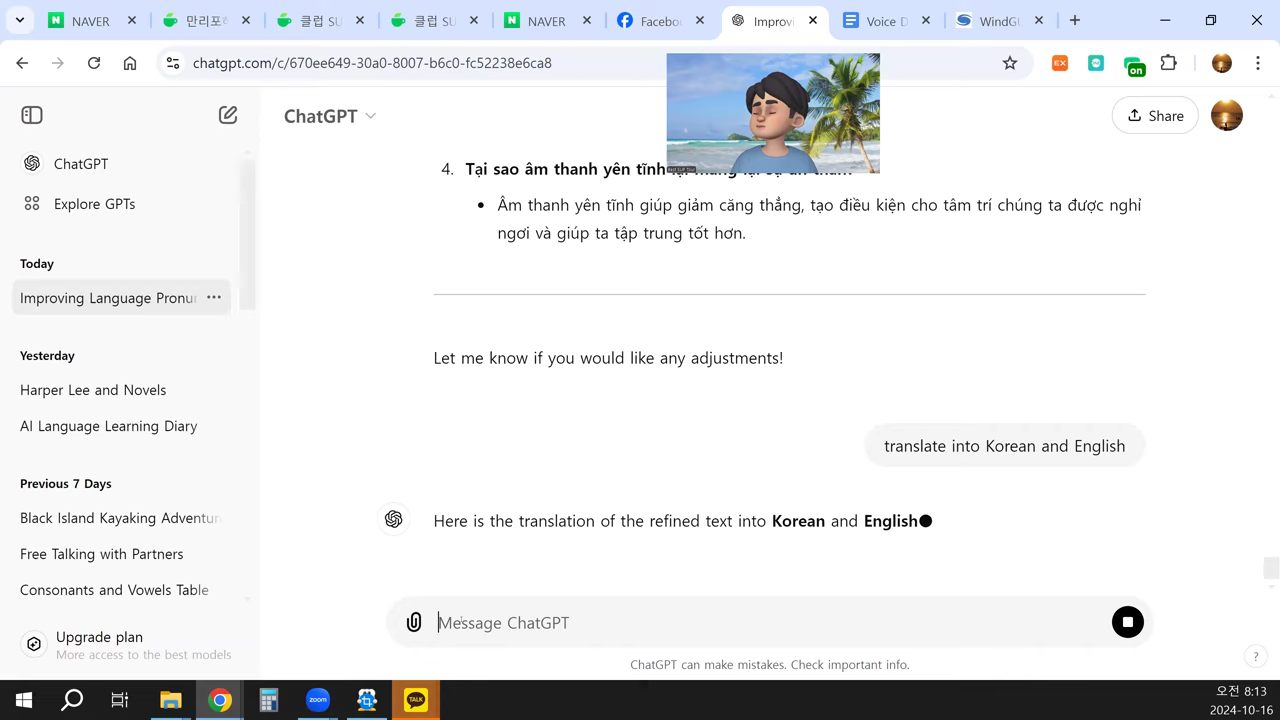 NAVER
만리포
클럽 SU
클럽 SU
NAVER
Facebo
Improvi
Voice D
WindG
chatgpt.com/c/670ee649-30a0-8007-b6c0-fc52238e6ca8
on
ChatGPT
Share
ChatGPT
Explore GPTs
Today
Improving Language Pronun
Yesterday
Harper Lee and Novels
AI Language Learning Diary
Previous 7 Days
Black Island Kayaking Adventur
Free Talking with Partners
Consonants and Vowels Table
Upgrade plan
More access to the best models
4. Tại sao âm thanh yên tĩnh
• Âm thanh yên tĩnh giúp giảm căng thẳng, tạo điều kiện cho tâm trí chúng ta được nghỉ
ngơi và giúp ta tập trung tốt hơn.
Let me know if you would like any adjustments!
translate into Korean and English
Here is the translation of the refined text into Korean and English
Message ChatGPT
ChatGPT can make mistakes. Check important info.
?
zoom
TALK
오전 8:13
2024-10-16